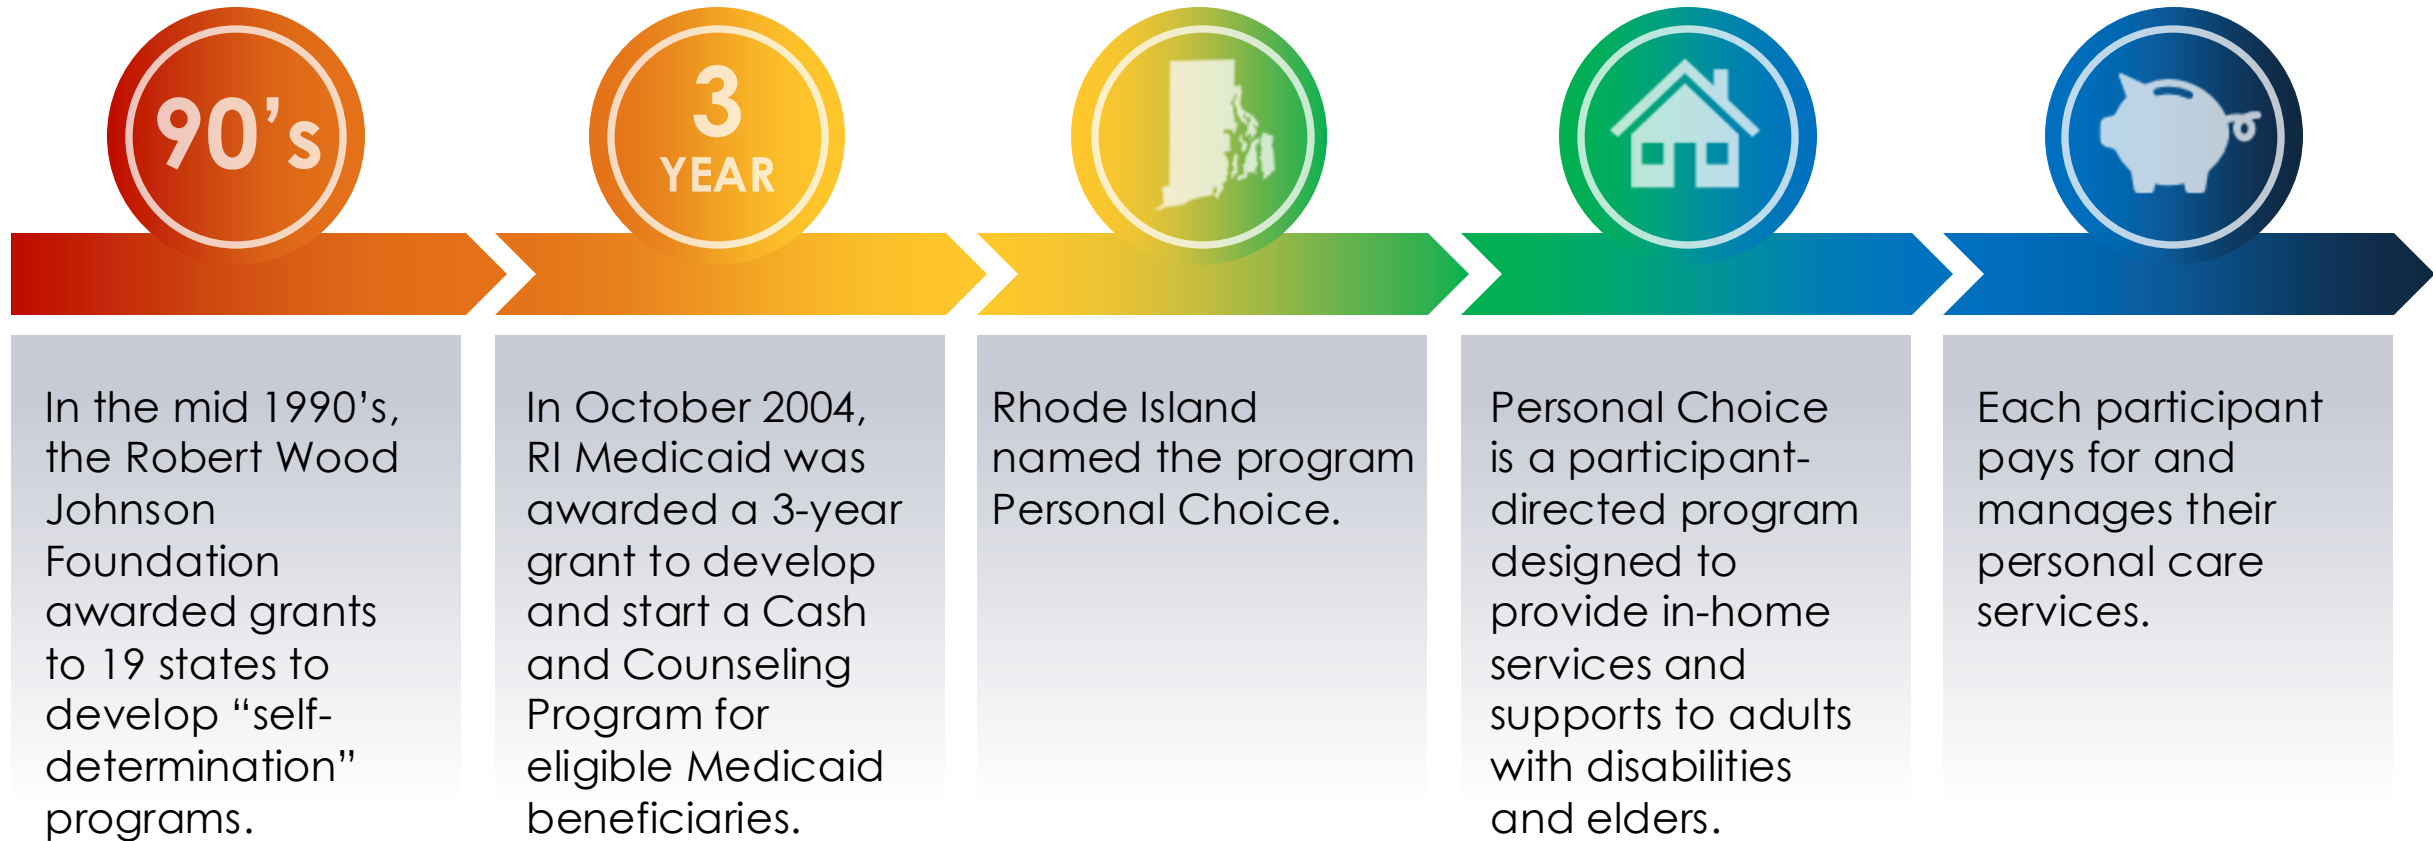 90’s
3
YEAR
In the mid 1990’s,
the Robert Wood
Johnson
Foundation
awarded grants
to 19 states to
develop “self-
determination”
programs.
In October 2004,
RI Medicaid was
awarded a 3-year
grant to develop
and start a Cash
and Counseling
Program for
eligible Medicaid
beneficiaries.
Rhode Island
named the program
Personal Choice.
Personal Choice
is a participant-
directed program
designed to
provide in-home
services and
supports to adults
with disabilities
and elders.
Each participant
pays for and
manages their
personal care
services.